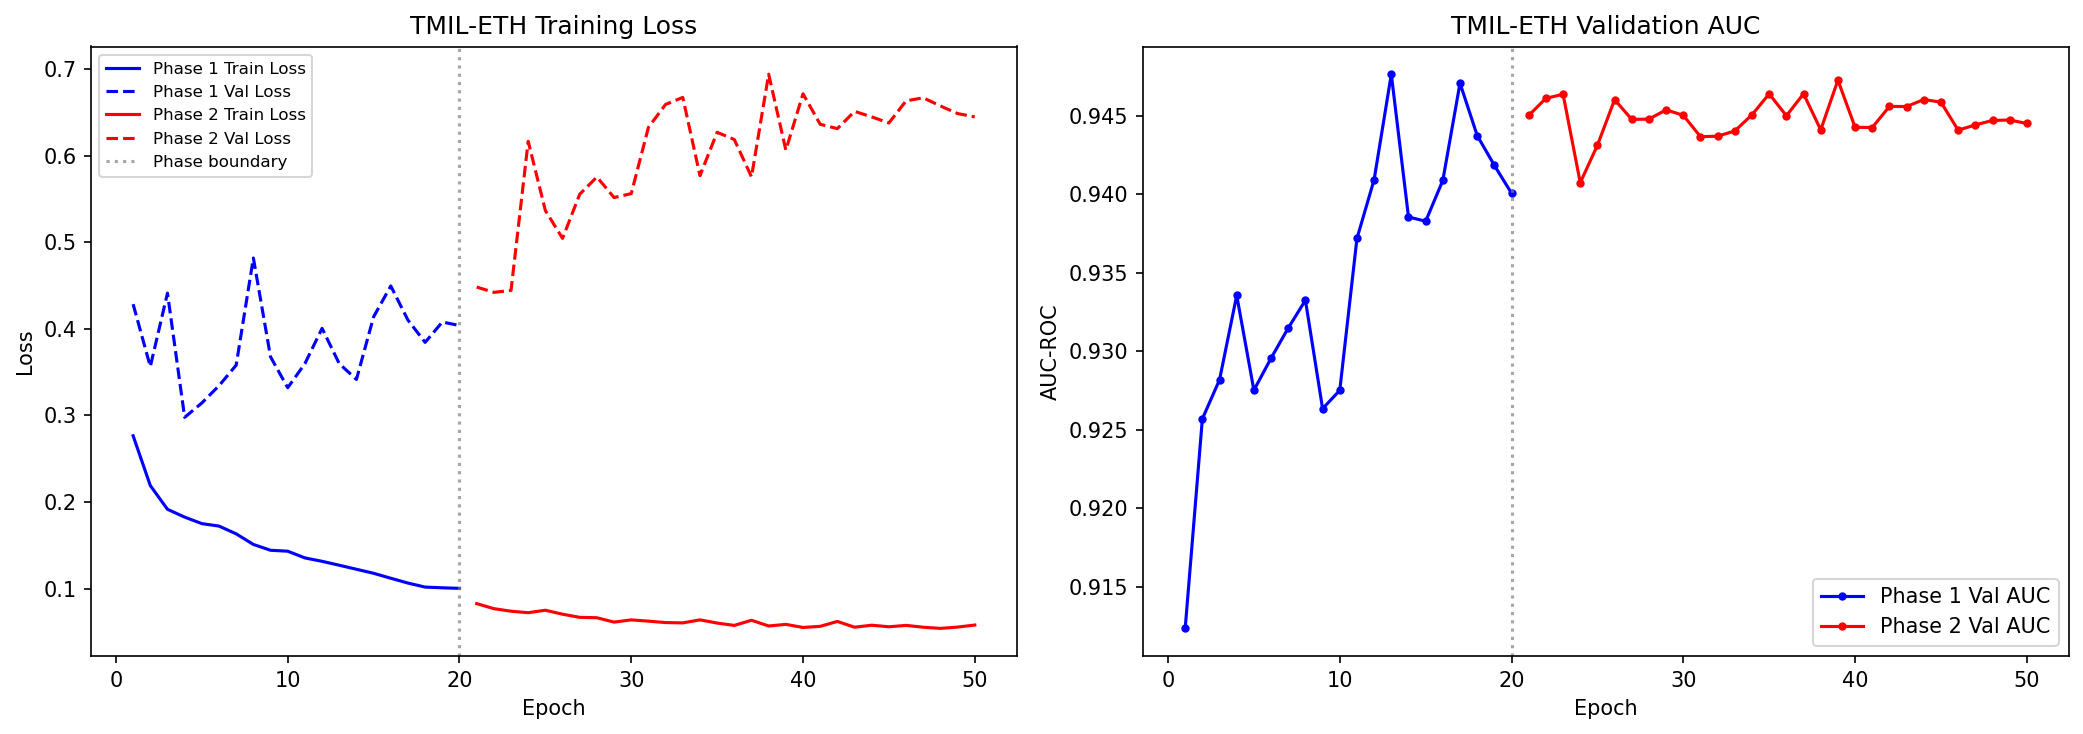 TMIL-ETH Training Loss
Loss
0.7
0.6
0.5
0.4
0.3
0.2
0.1
Phase 1 Train Loss
Phase 1 Val Loss
Phase 2 Train Loss
Phase 2 Val Loss
Phase boundary
0 10 20 30 40 50
Epoch
TMIL-ETH Validation AUC
AUC-ROC
0.945
0.940
0.935
0.930
0.925
0.920
0.915
Phase 1 Val AUC
Phase 2 Val AUC
0 10 20 30 40 50
Epoch